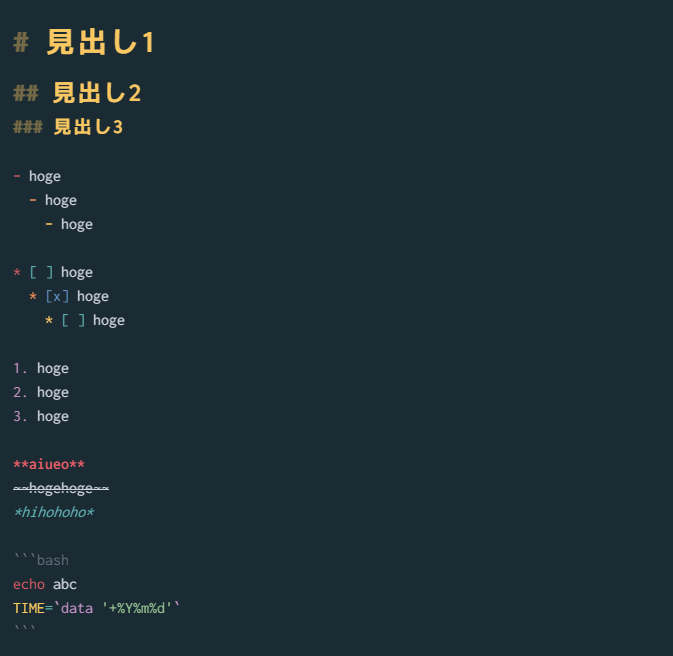 # 見出し1
## 見出し2
### 見出し3
- hoge
  - hoge
    - hoge
* [ ] hoge
  * [x] hoge
    * [ ] hoge
1. hoge
2. hoge
3. hoge
**aiueo**
~~hogehoge~~
*hihohoho*
```bash
echo abc
TIME=`data '+%Y%m%d'`
```